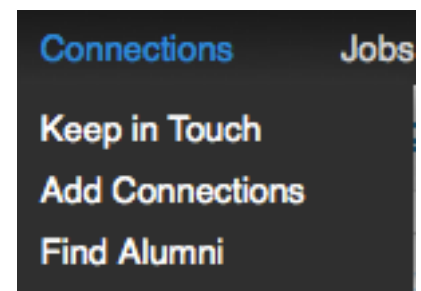 Connections Jobs
Keep in Touch
Add Connections
Find Alumni